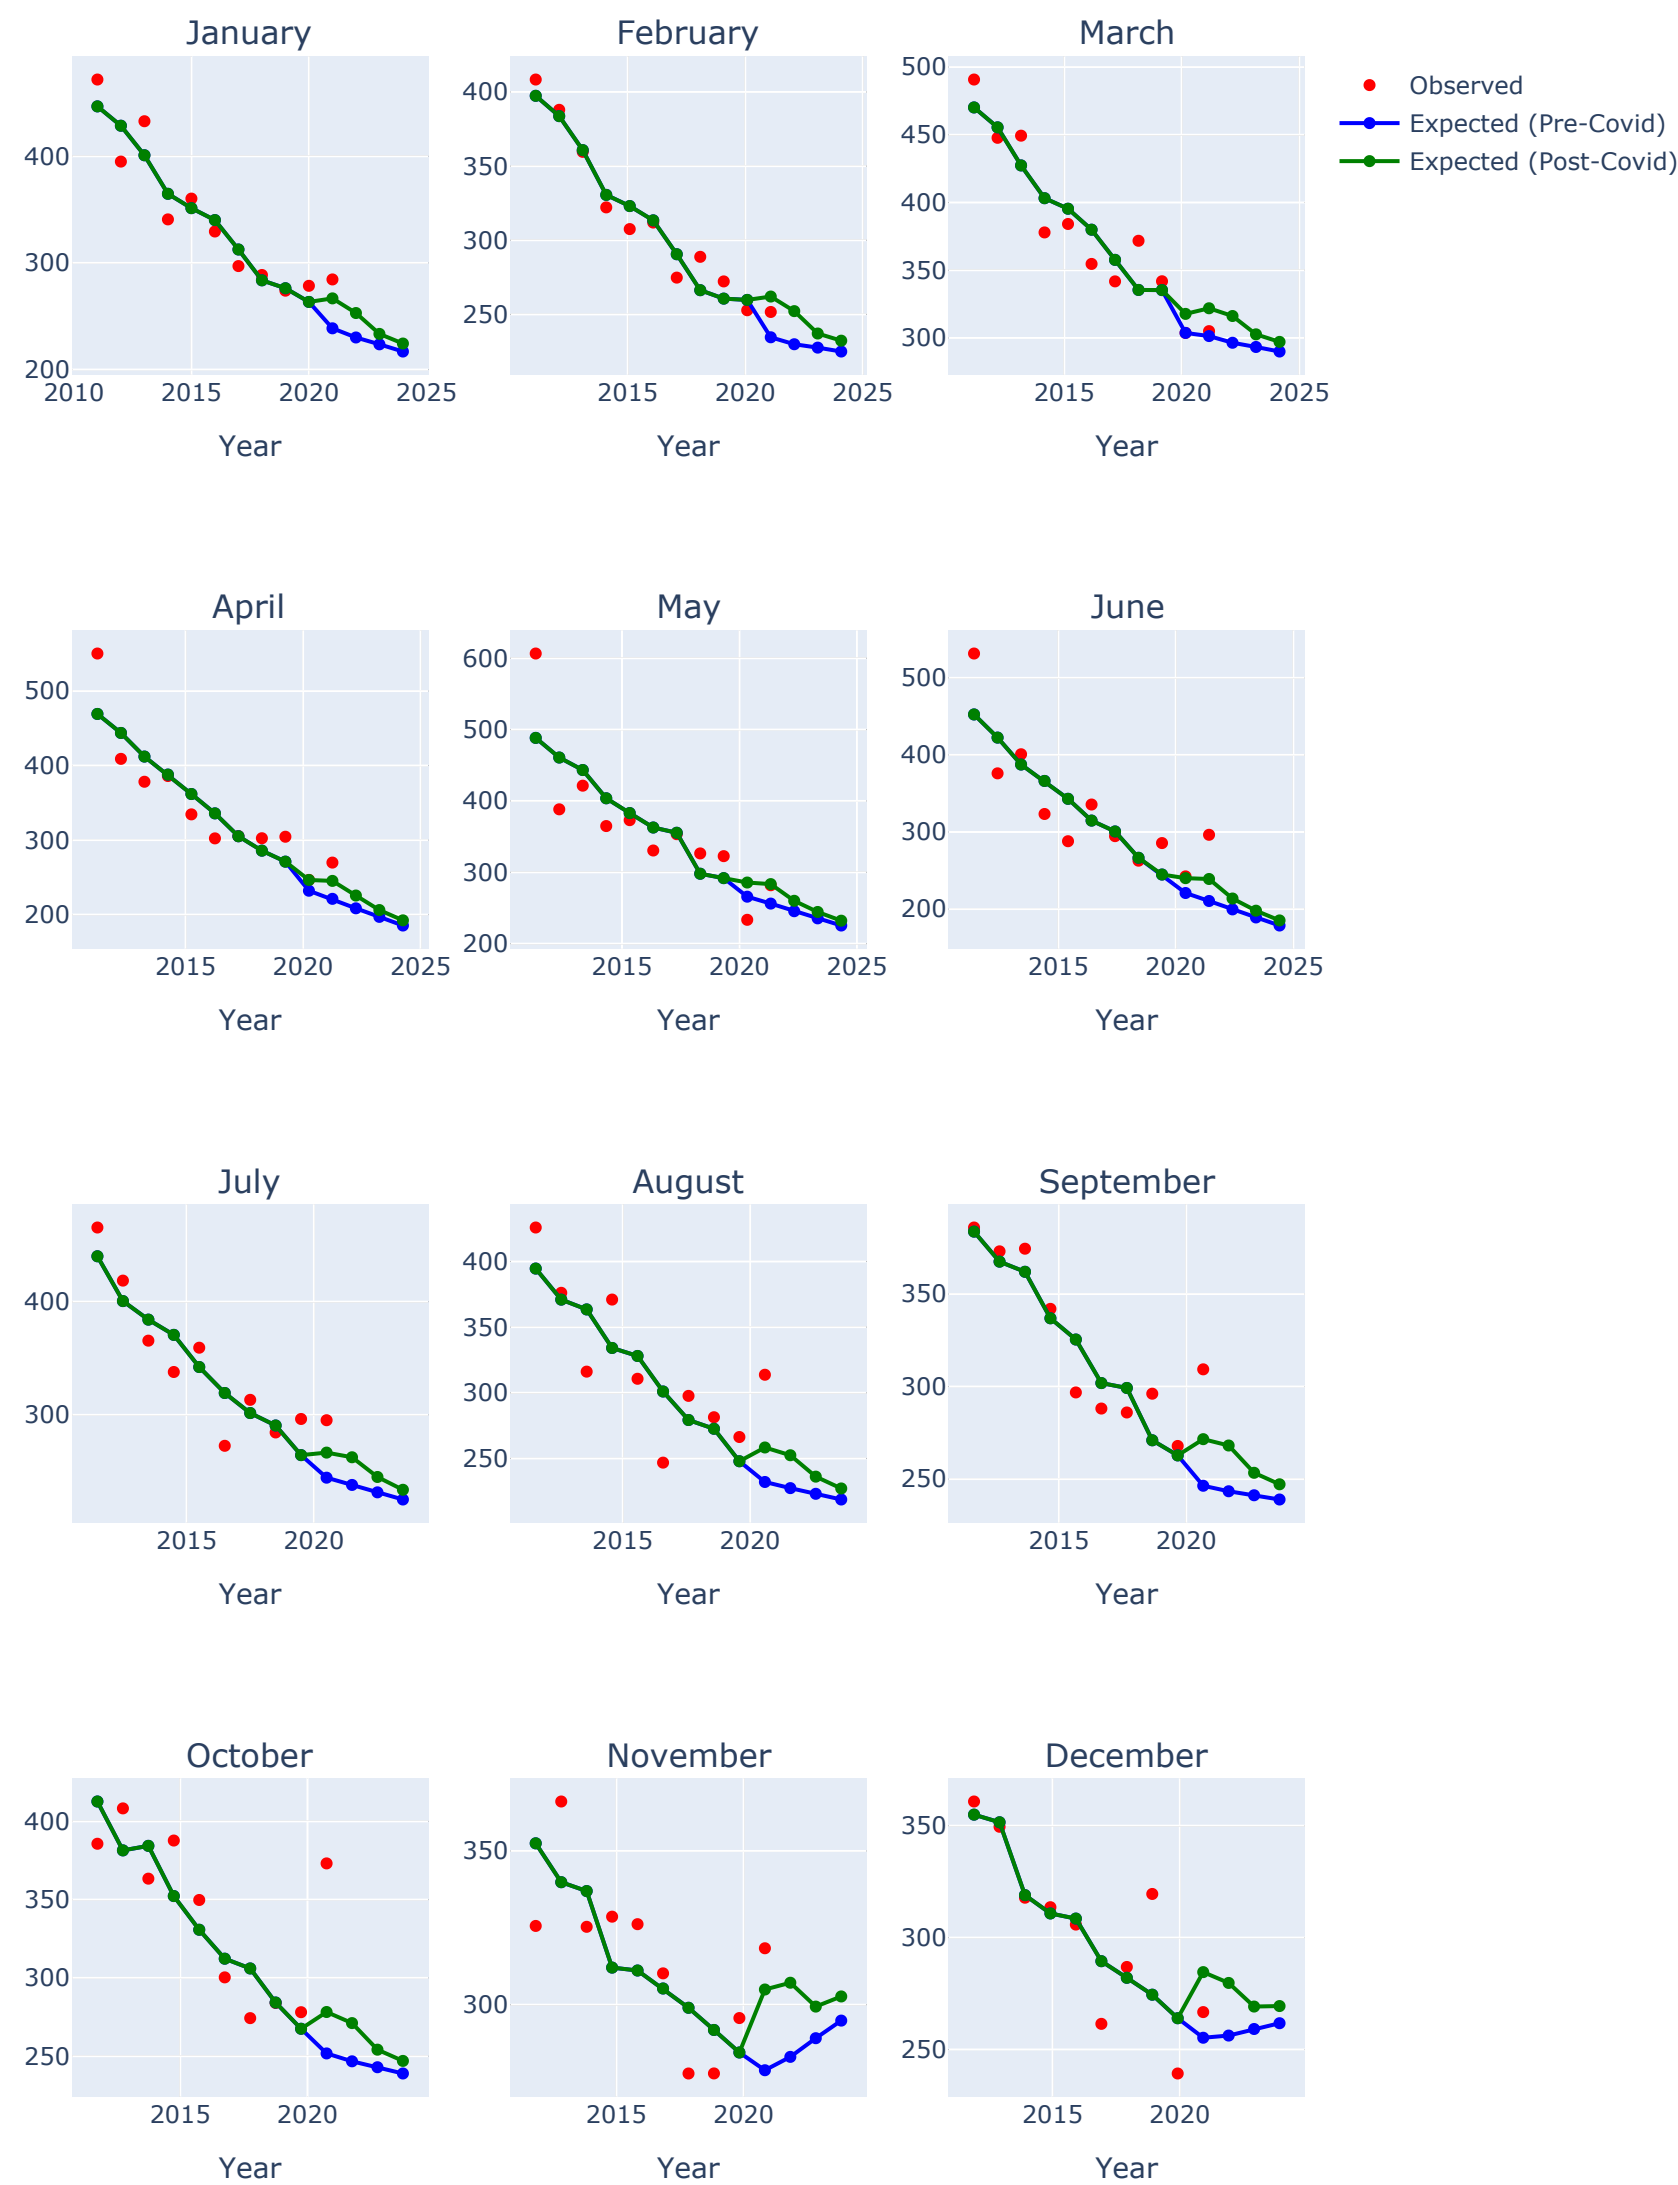 January
February
March
Observed
Expected (Pre-Covid)
Expected (Post-Covid)
400
300
200
2010 2015 2020 2025
Year
400
350
300
250
2015 2020 2025
Year
500
450
400
350
300
2015 2020 2025
Year
April
May
June
500
400
300
200
2015 2020 2025
Year
600
500
400
300
200
2015 2020 2025
Year
500
400
300
200
2015 2020 2025
Year
July
August
September
400
300
2015 2020
Year
400
350
300
250
2015 2020
Year
350
300
250
2015 2020
Year
October
November
December
400
350
300
250
2015 2020
Year
350
300
2015 2020
Year
350
300
250
2015 2020
Year